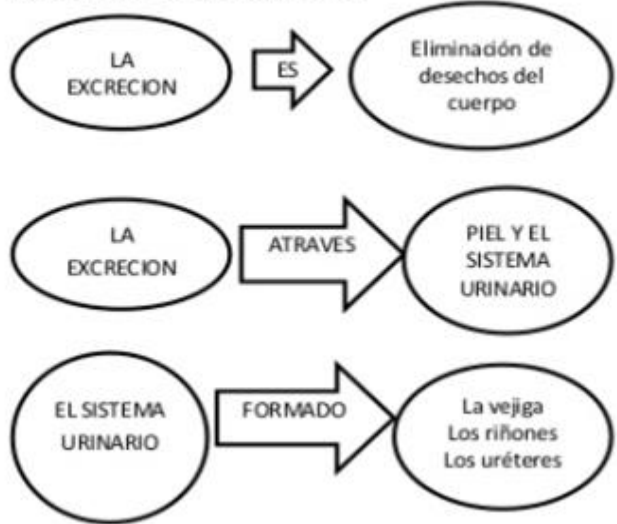 LA
EXCRECION
ES
Eliminación de
desechos del
cuerpo
LA
EXCRECION
ATRAVES
PIEL Y EL
SISTEMA
URINARIO
EL SISTEMA
URINARIO
FORMADO
La vejiga
Los riñones
Los uréteres